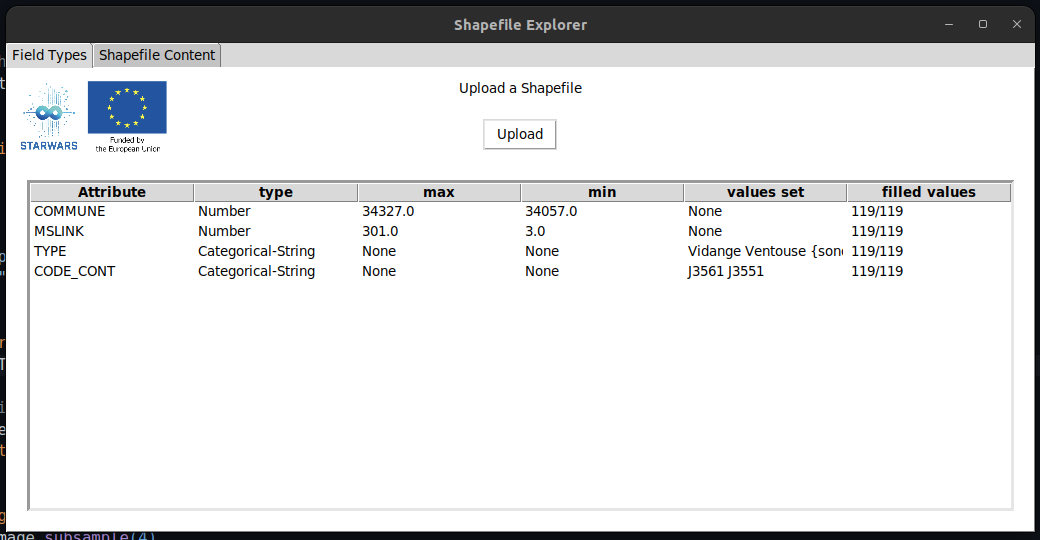 Shapefile Explorer
Field Types Shapefile Content
STARWARS
Funded by
the European Union
Upload a Shapefile
Upload
Attribute type max min values set filled values
COMMUNE Number 34327.0 34057.0 None 119/119
MSLINK Number 301.0 3.0 None 119/119
TYPE Categorical-String None None Vidange Ventouse {sond 119/119
CODE_CONT Categorical-String None None J3561 J3551 119/119
mage.subsample(4)